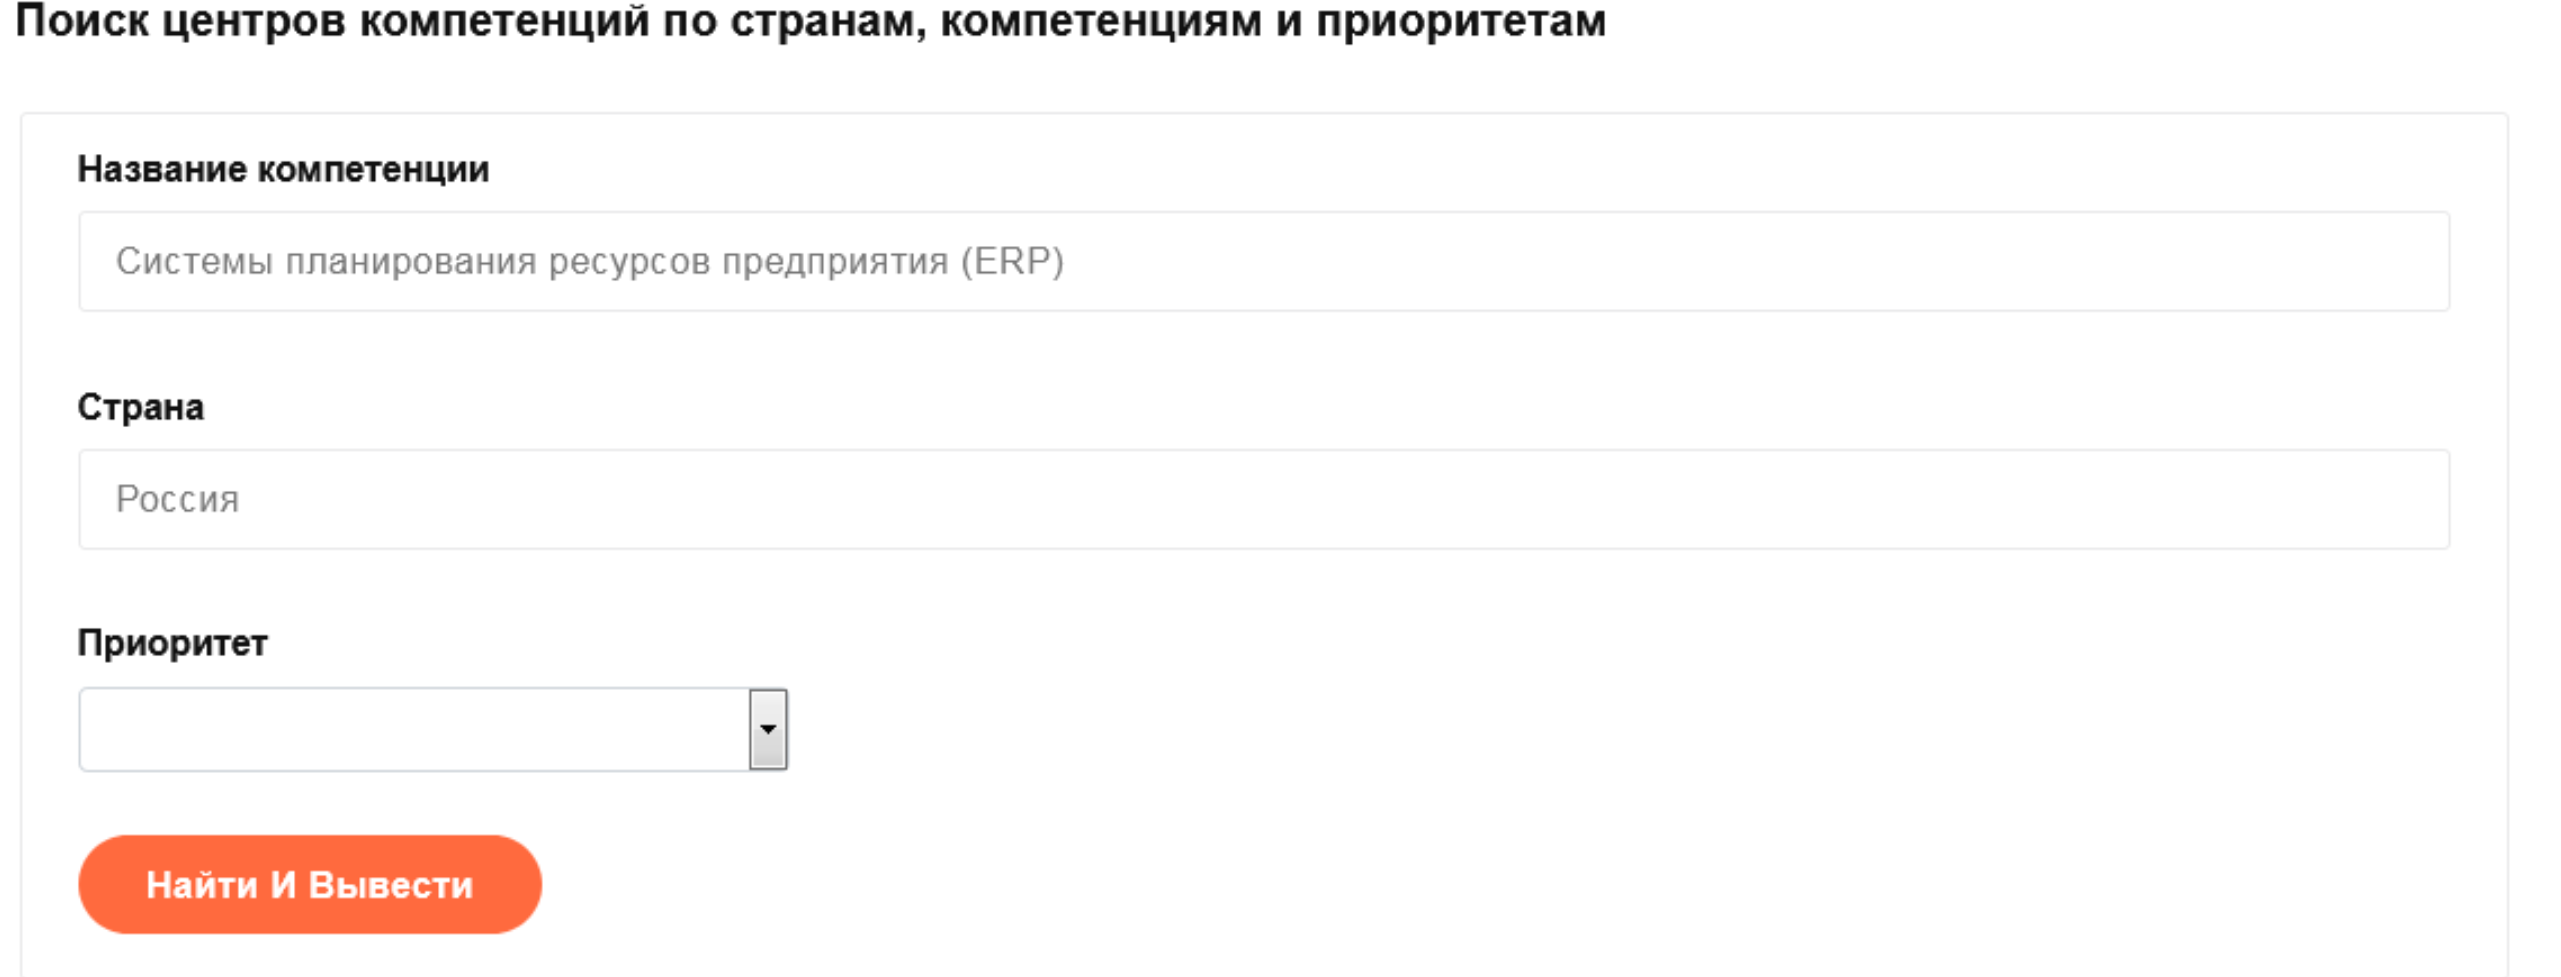 Поиск центров компетенций по странам, компетенциям и приоритетам
Название компетенции
Системы планирования ресурсов предприятия (ERP)
Страна
Россия
Приоритет
Найти И Вывести